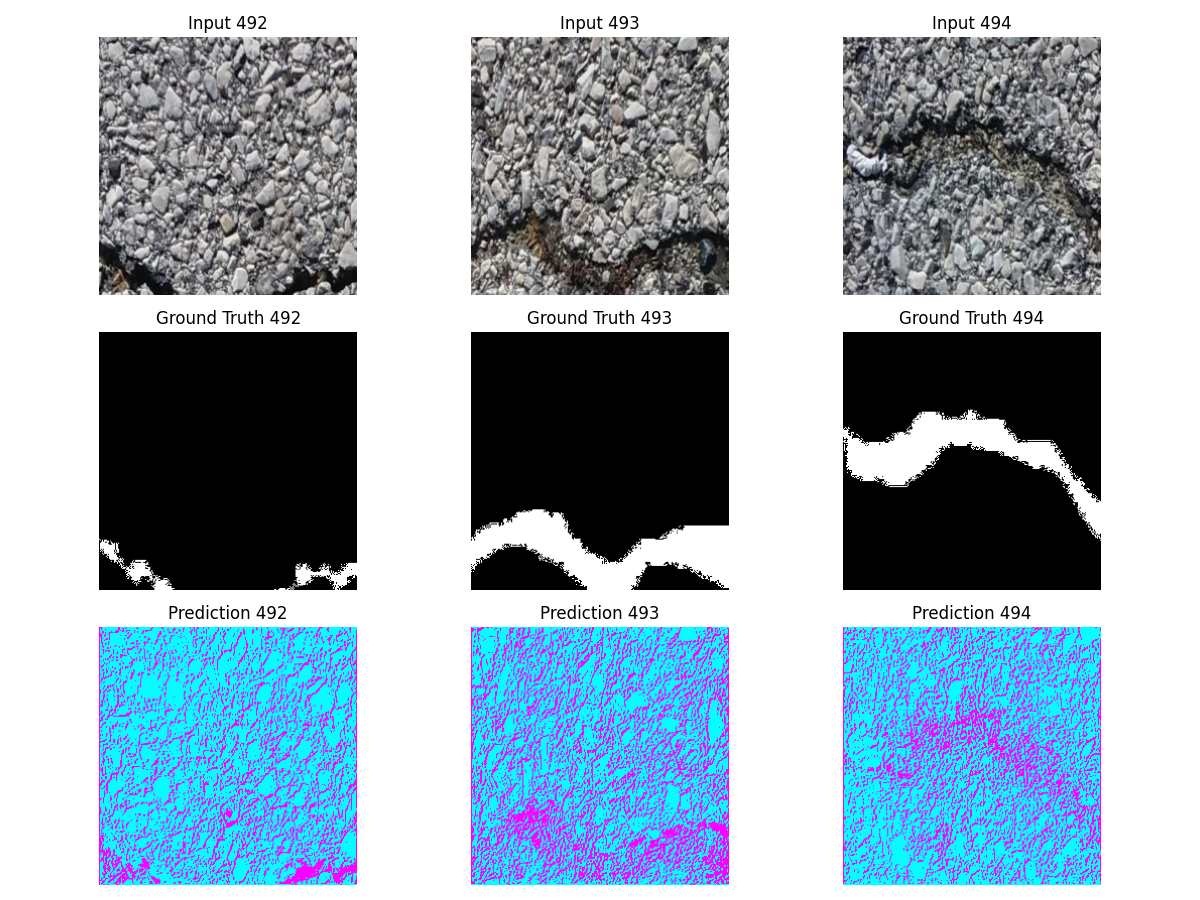 Input 492
Input 493
Input 494
Ground Truth 492
Ground Truth 493
Ground Truth 494
Prediction 492
Prediction 493
Prediction 494